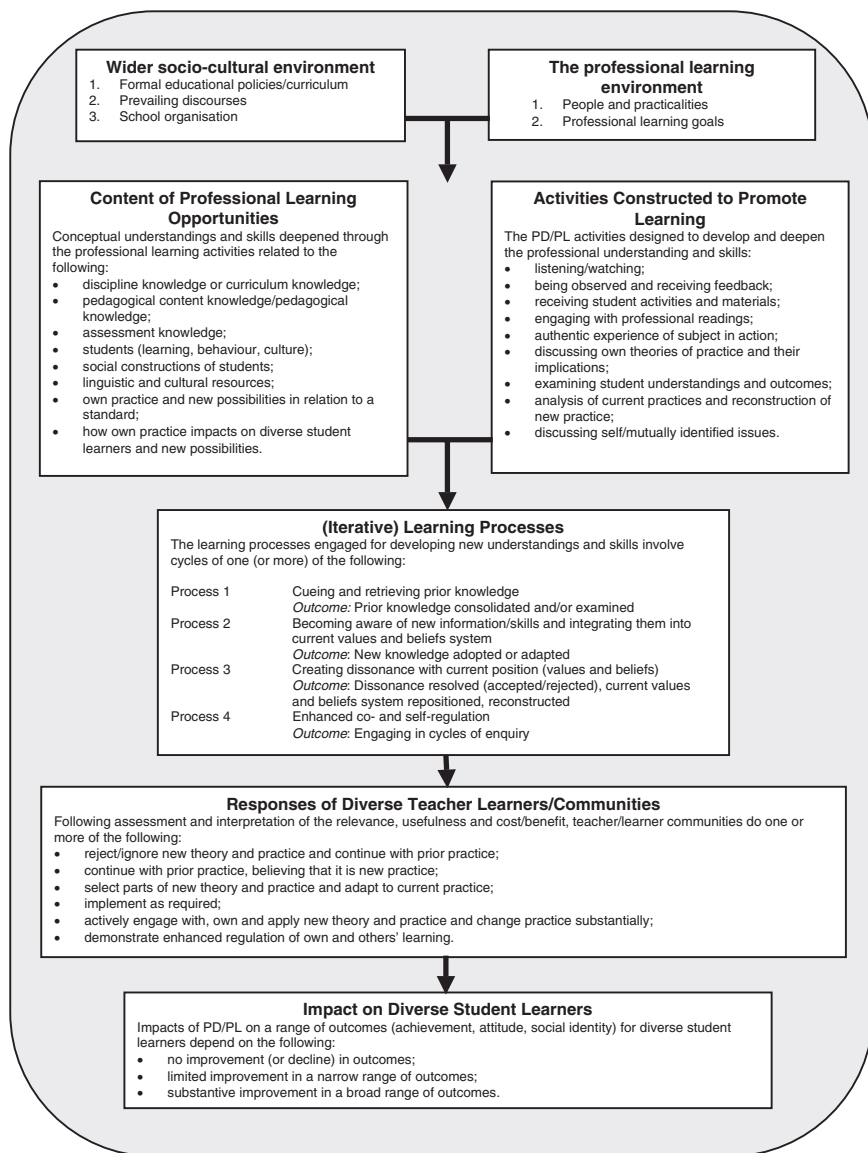 Wider socio-cultural environment
1. Formal educational policies/curriculum
2. Prevailing discourses
3. School organisation
The professional learning
environment
1. People and practicalities
2. Professional learning goals
Content of Professional Learning
Opportunities
Conceptual understandings and skills deepened through
the professional learning activities related to the
following:
• discipline knowledge or curriculum knowledge;
• pedagogical content knowledge/pedagogical
knowledge;
• assessment knowledge;
• students (learning, behaviour, culture);
• social constructions of students;
• linguistic and cultural resources;
• own practice and new possibilities in relation to a
standard;
• how own practice impacts on diverse student
learners and new possibilities.
Activities Constructed to Promote
Learning
The PD/PL activities designed to develop and deepen
the professional understanding and skills:
• listening/watching;
• being observed and receiving feedback;
• receiving student activities and materials;
• engaging with professional readings;
• authentic experience of subject in action;
• discussing own theories of practice and their
implications;
• examining student understandings and outcomes;
• analysis of current practices and reconstruction of
new practice;
• discussing self/mutually identified issues.
(Iterative) Learning Processes
The learning processes engaged for developing new understandings and skills involve
cycles of one (or more) of the following:
Process 1 Cueing and retrieving prior knowledge
Outcome: Prior knowledge consolidated and/or examined
Process 2 Becoming aware of new information/skills and integrating them into
current values and beliefs system
Outcome: New knowledge adopted or adapted
Process 3 Creating dissonance with current position (values and beliefs)
Outcome: Dissonance resolved (accepted/rejected), current values
and beliefs system repositioned, reconstructed
Process 4 Enhanced co- and self-regulation
Outcome: Engaging in cycles of enquiry
Responses of Diverse Teacher Learners/Communities
Following assessment and interpretation of the relevance, usefulness and cost/benefit, teacher/learner communities do one or
more of the following:
• reject/ignore new theory and practice and continue with prior practice;
• continue with prior practice, believing that it is new practice;
• select parts of new theory and practice and adapt to current practice;
• implement as required;
• actively engage with, own and apply new theory and practice and change practice substantially;
• demonstrate enhanced regulation of own and others' learning.
Impact on Diverse Student Learners
Impacts of PD/PL on a range of outcomes (achievement, attitude, social identity) for diverse student
learners depend on the following:
• no improvement (or decline) in outcomes;
• limited improvement in a narrow range of outcomes;
• substantive improvement in a broad range of outcomes.